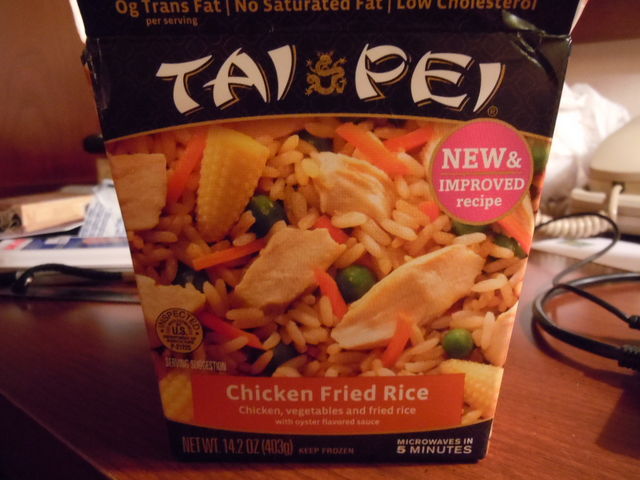 0g Trans Fat | No Saturated Fat | Low Cholesterol
per serving
TAI PEI®
NEW &
IMPROVED
recipe
INSPECTED
U.S.
SERVING SUGGESTION
Chicken Fried Rice
Chicken, vegetables and fried rice
with oyster flavored sauce
NET WT. 14.2 OZ (403g) KEEP FROZEN
MICROWAVES IN
5 MINUTES